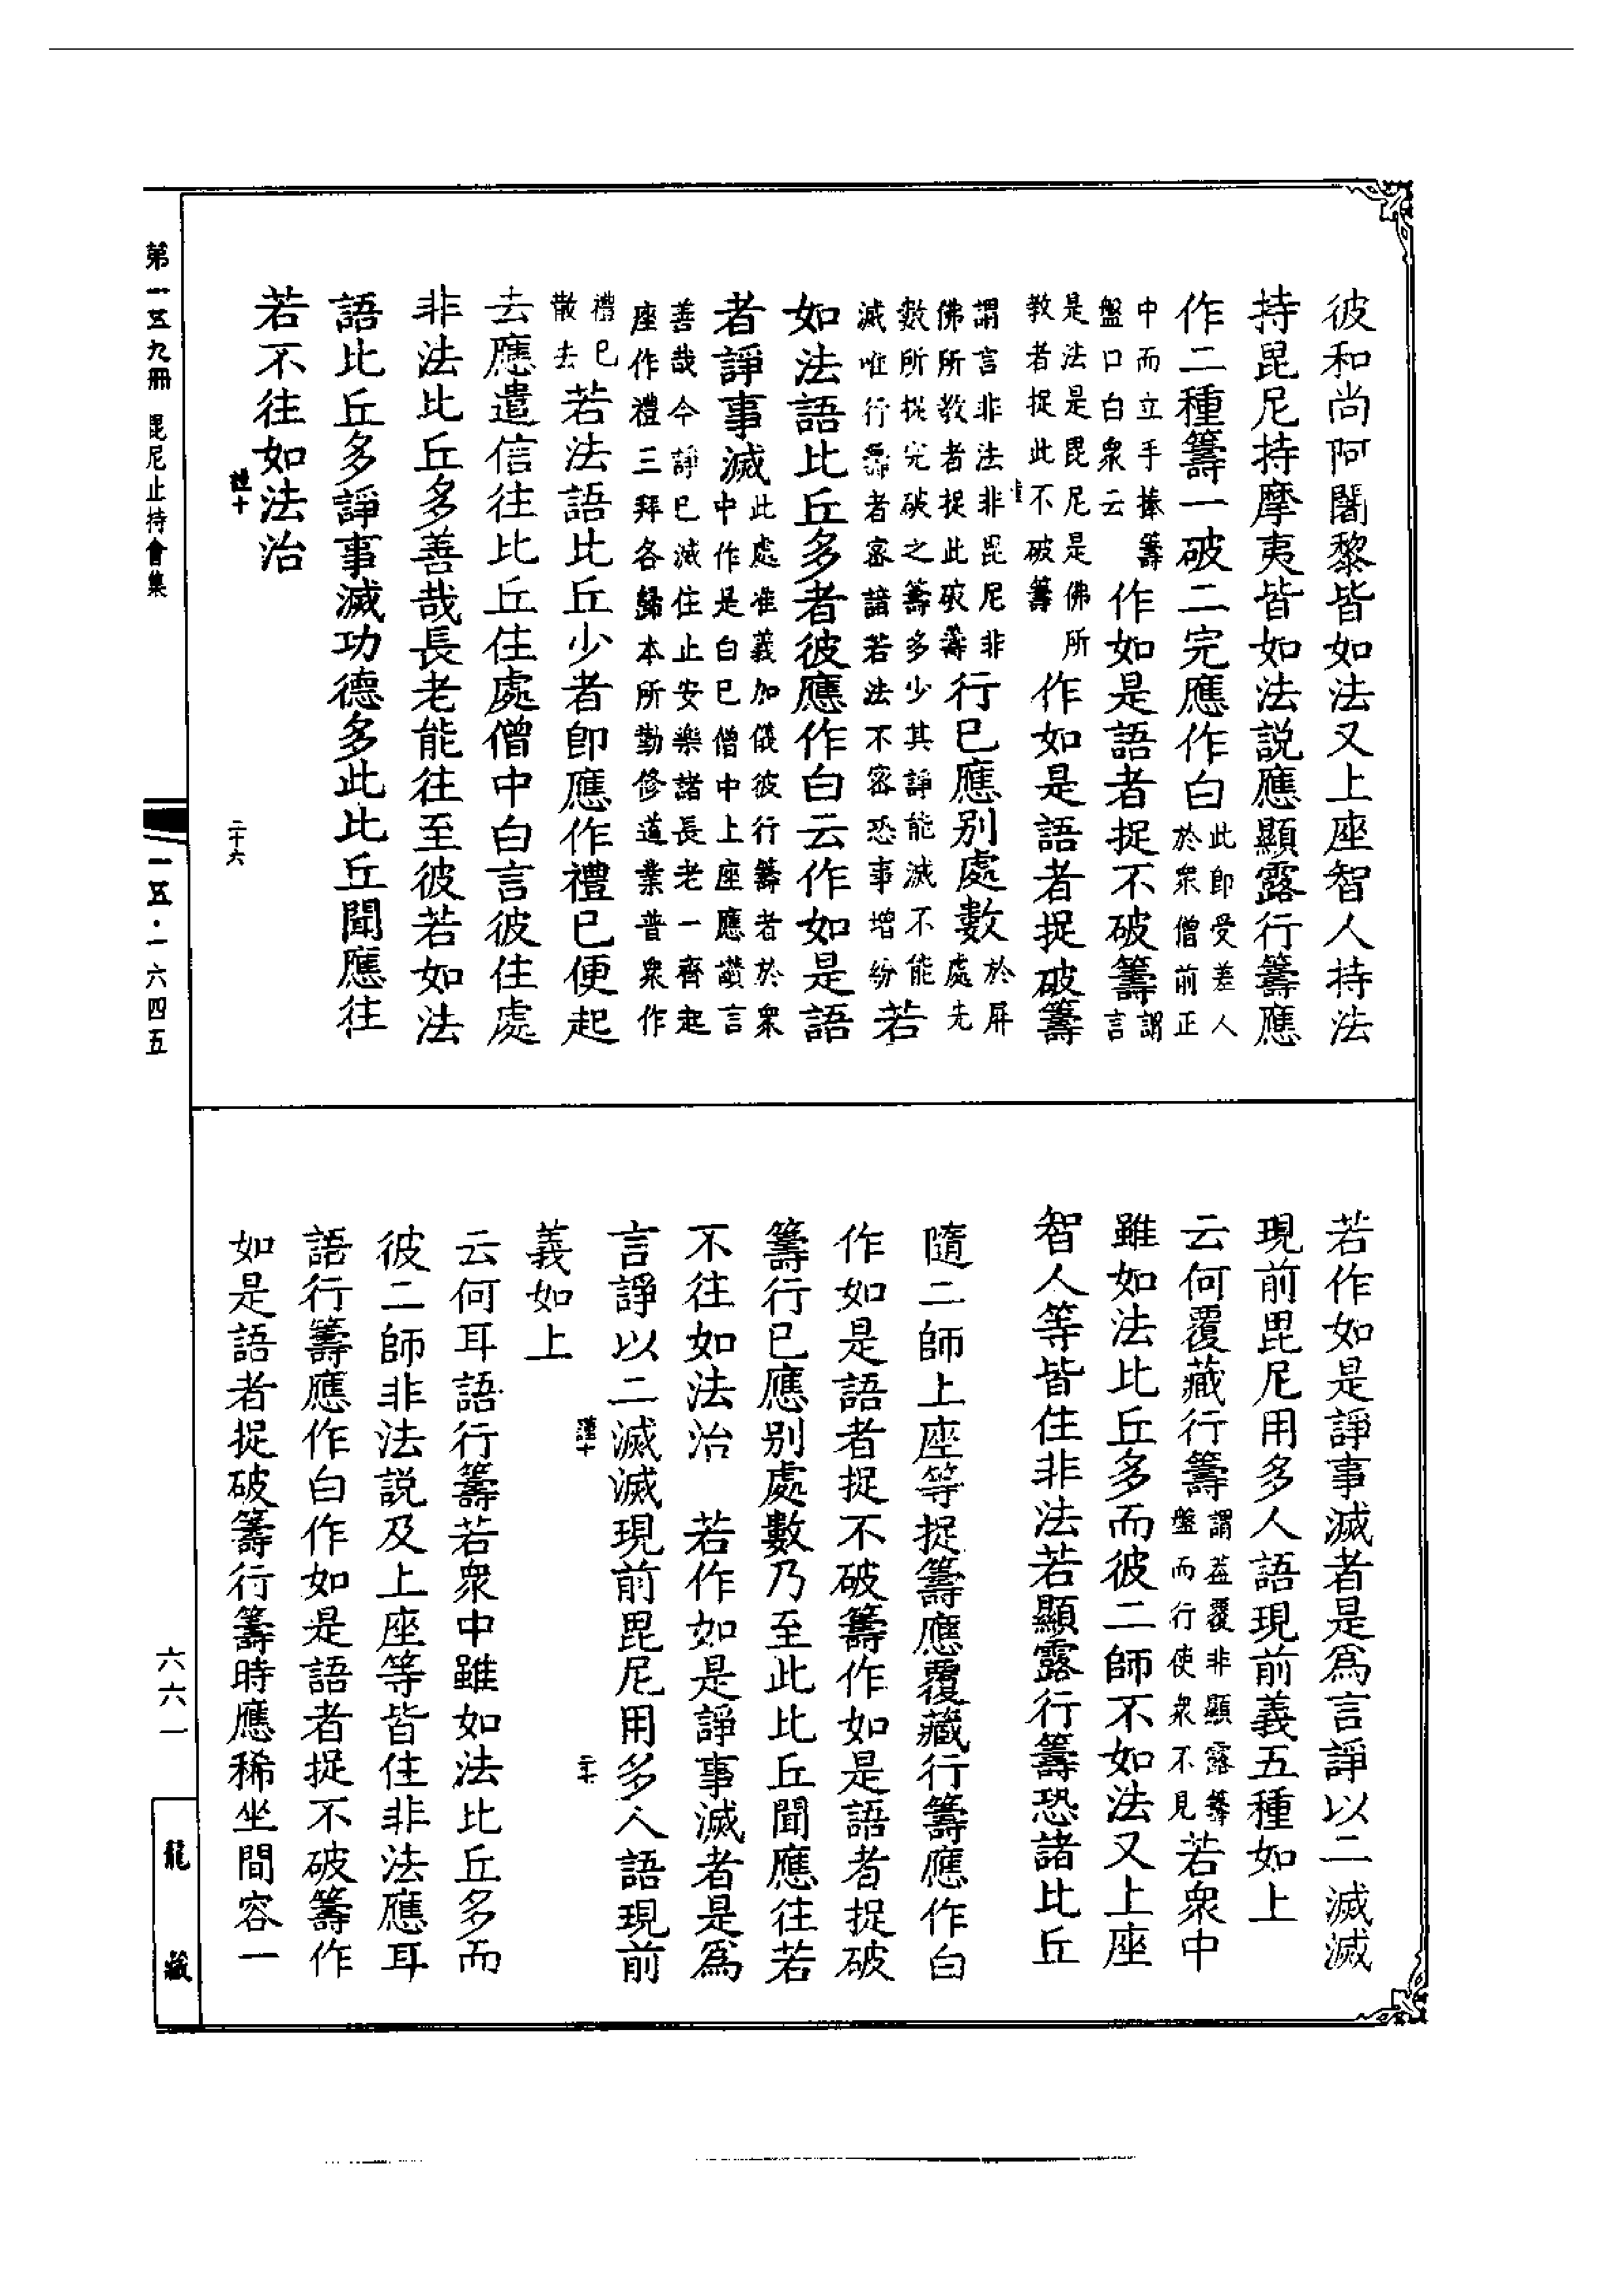 彼和尚阿闍黎皆如法又上座智人持法
持毘尼持摩夷皆如法説應顯露行籌應
作二種籌一破二完應作白此即受差人於衆僧前正
中而立手捧籌盤口白衆云作如是語者捉不破籌謂言
是法是毘尼是佛所教者捉此不破籌作如是語者捉破籌
謂言非法非毘尼非佛所教者捉此破籌行已應别處數於屏處先
數所捉完破之籌多少其諍能滅不能滅唯行籌者密諳若法不密恐事增紛若
如法語比丘多者彼應作白云作如是語
者諍事滅此處准義加儀彼行籌者於衆中作是白已僧中上座應讚言
善哉今諍已滅住止安樂諸長老一齊起座作禮三拜各歸本所勤修道業普衆作
禮已散去若法語比丘少者即應作禮已便起
去應遣信往比丘住處僧中白言彼住處
非法比丘多善哉長老能往至彼若如法
語比丘多諍事滅功德多此比丘聞應往
若不往如法治
謹十
二十六
若作如是諍事滅者是爲言諍以二滅滅
現前毘尼用多人語現前義五種如上
云何覆藏行籌謂蓋覆非顯露籌盤而行使衆不見若衆中
雖如法比丘多而彼二師不如法又上座
智人等皆住非法若顯露行籌恐諸比丘
隨二師上座等捉籌應覆藏行籌應作白
作如是語者捉不破籌作如是語者捉破
籌行已應别處數乃至此比丘聞應往若
不往如法治　若作如是諍事滅者是爲
言諍以二滅滅現前毘尼用多人語現前
謹十
義如上
云何耳語行籌若衆中雖如法比丘多而
彼二師非法説及上座等皆住非法應耳
語行籌應作白作如是語者捉不破籌作
如是語者捉破籌行籌時應稀坐間容一
第一五九冊　毘尼止持會集
一五·一六四五
六六一
龍藏